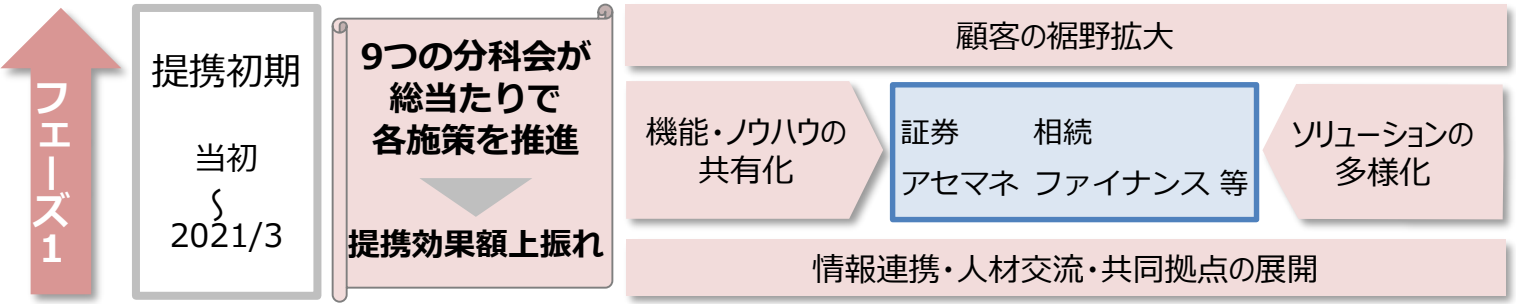 フェーズ1
提携初期
当初
～
2021/3
9つの分科会が
総当たりで
各施策を推進
提携効果額上振れ
顧客の裾野拡大
機能・ノウハウの
共有化
証券 相続
アセマネ ファイナンス 等
ソリューションの
多様化
情報連携・人材交流・共同拠点の展開